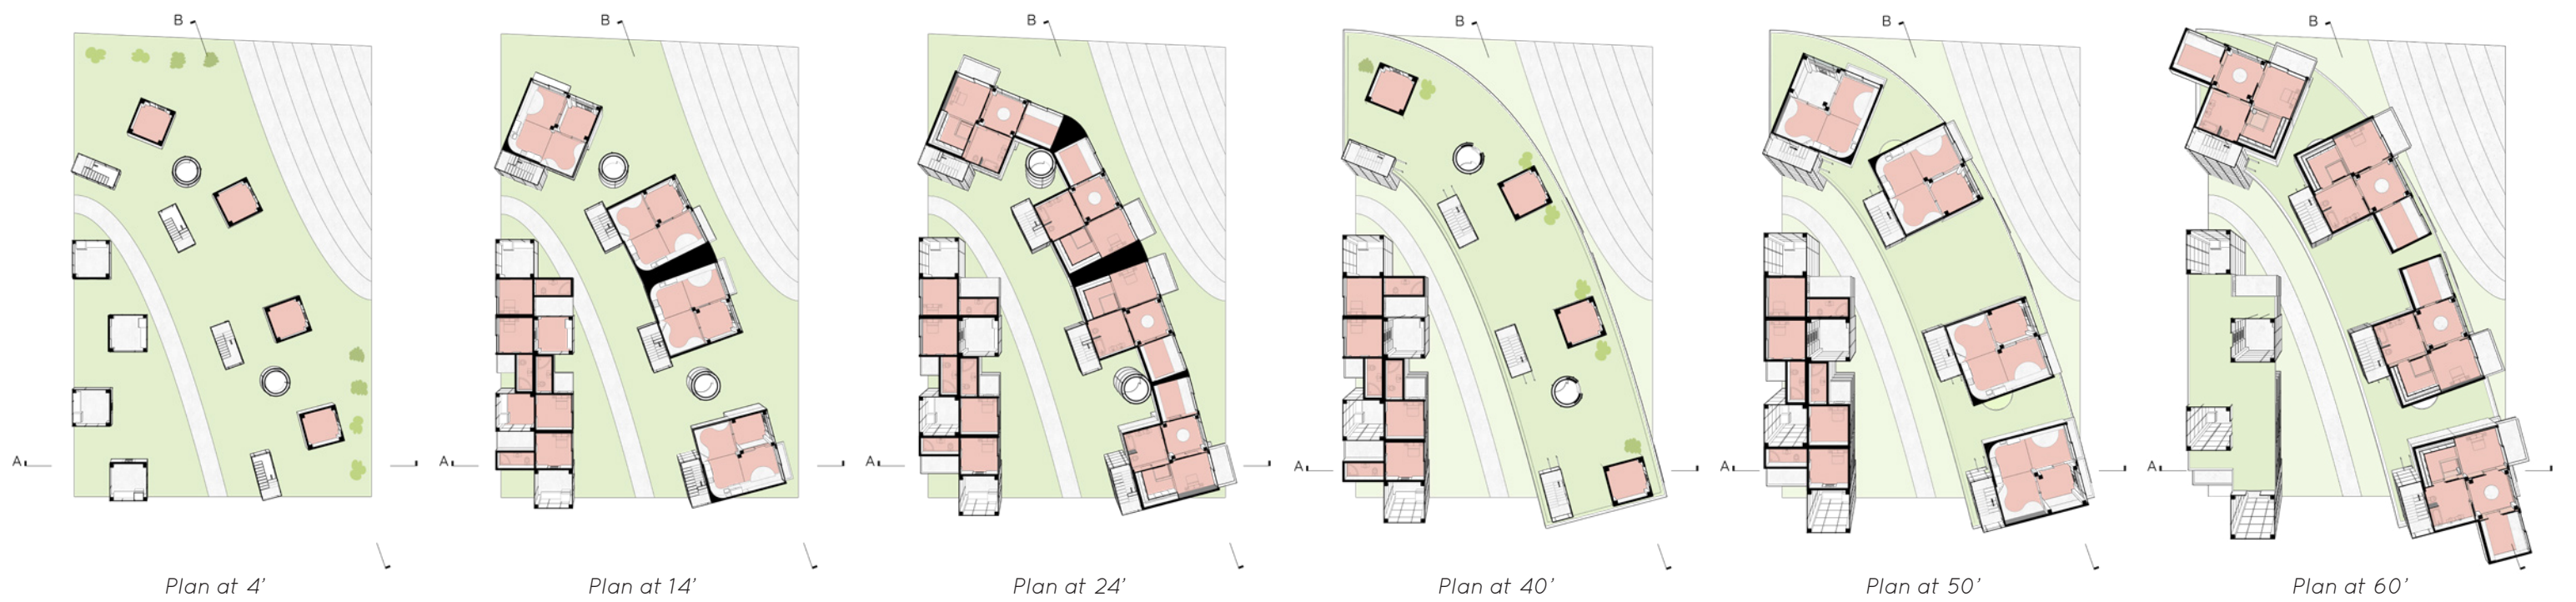 B B B B B B
A A A A A A
Plan at 4' Plan at 14' Plan at 24' Plan at 40' Plan at 50' Plan at 60'